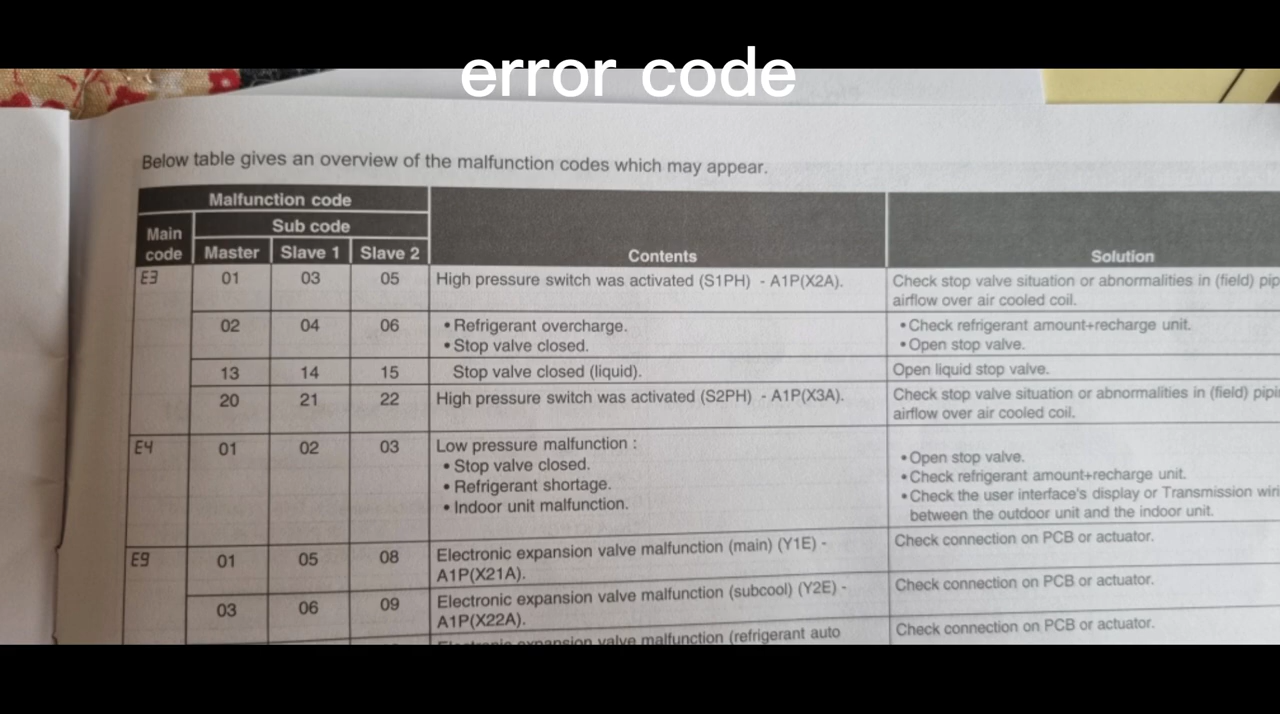 error code
Below table gives an overview of the malfunction codes which may appear.
Malfunction code
Main code
Sub code
Master Slave 1 Slave 2
Contents
Solution
E3 01 03 05 High pressure switch was activated (S1PH) - A1P(X2A). Check stop valve situation or abnormalities in (field)
airflow over air cooled coil.
02 04 06 • Refrigerant overcharge. • Check refrigerant amount+recharge unit.
• Stop valve closed. • Open stop valve.
13 14 15 Stop valve closed (liquid). Open liquid stop valve.
20 21 22 High pressure switch was activated (S2PH) - A1P(X3A). Check stop valve situation or abnormalities in (field)
airflow over air cooled coil.
E4 01 02 03 Low pressure malfunction :
• Stop valve closed. • Open stop valve.
• Refrigerant shortage. • Check refrigerant amount+recharge unit.
• Indoor unit malfunction. • Check the user interface's display or Transmission
between the outdoor unit and the indoor unit.
E9 01 05 08 Electronic expansion valve malfunction (main) (Y1E) - Check connection on PCB or actuator.
A1P(X21A).
03 06 09 Electronic expansion valve malfunction (subcool) (Y2E) - Check connection on PCB or actuator.
A1P(X22A).
Electronic expansion valve malfunction (refrigerant auto Check connection on PCB or actuator.